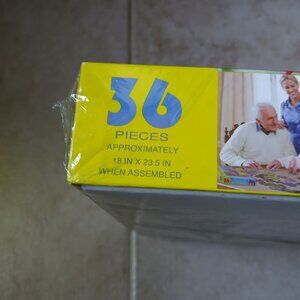 36
PIECES
APPROXIMATELY
18 IN X 23.5 IN
WHEN ASSEMBLED